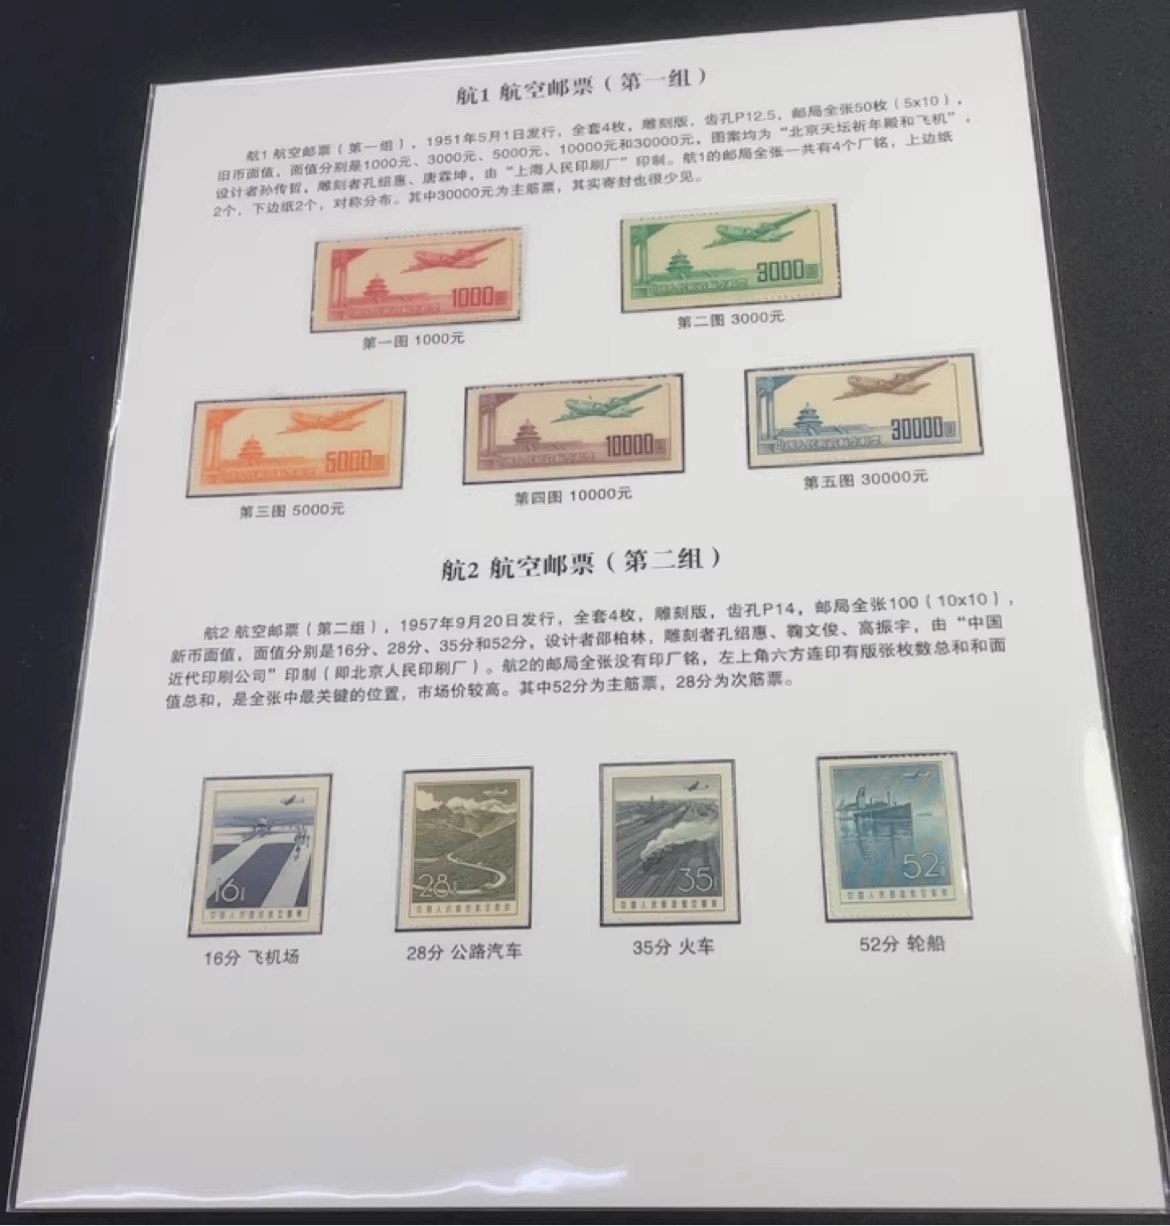 航1 航空邮票（第一组）
航1 航空邮票（第一组），1951年5月1日发行，全套4枚，雕刻版，齿孔P12.5，邮局全张50枚（5x10），
旧币面值，面值分别是1000元、3000元、5000元、10000元和30000元，图案均为“北京天坛祈年殿和飞机”，
设计者孙传哲，雕刻者孔绍惠、唐霖坤，由“上海人民印刷厂”印制。航1的邮局全张一共有4个厂铭，上边纸
2个，下边纸2个，对称分布。其中30000元为主筋票，其实寄封也很少见。
1000圆
3000圆
第一图 1000元
第二图 3000元
5000圆
10000圆
30000圆
第三图 5000元
第四图 10000元
第五图 30000元
航2 航空邮票（第二组）
航2 航空邮票（第二组），1957年9月20日发行，全套4枚，雕刻版，齿孔P14，邮局全张100（10x10），
新币面值，面值分别是16分、28分、35分和52分，设计者邵柏林，雕刻者孔绍惠、鞠文俊、高振宇，由“中国
近代印刷公司”印制（即北京人民印刷厂）。航2的邮局全张没有印厂铭，左上角六方连印有版张枚数总和和面
值总和，是全张中最关键的位置，市场价较高。其中52分为主筋票，28分为次筋票。
16
28
35
52
16分 飞机场
28分 公路汽车
35分 火车
52分 轮船